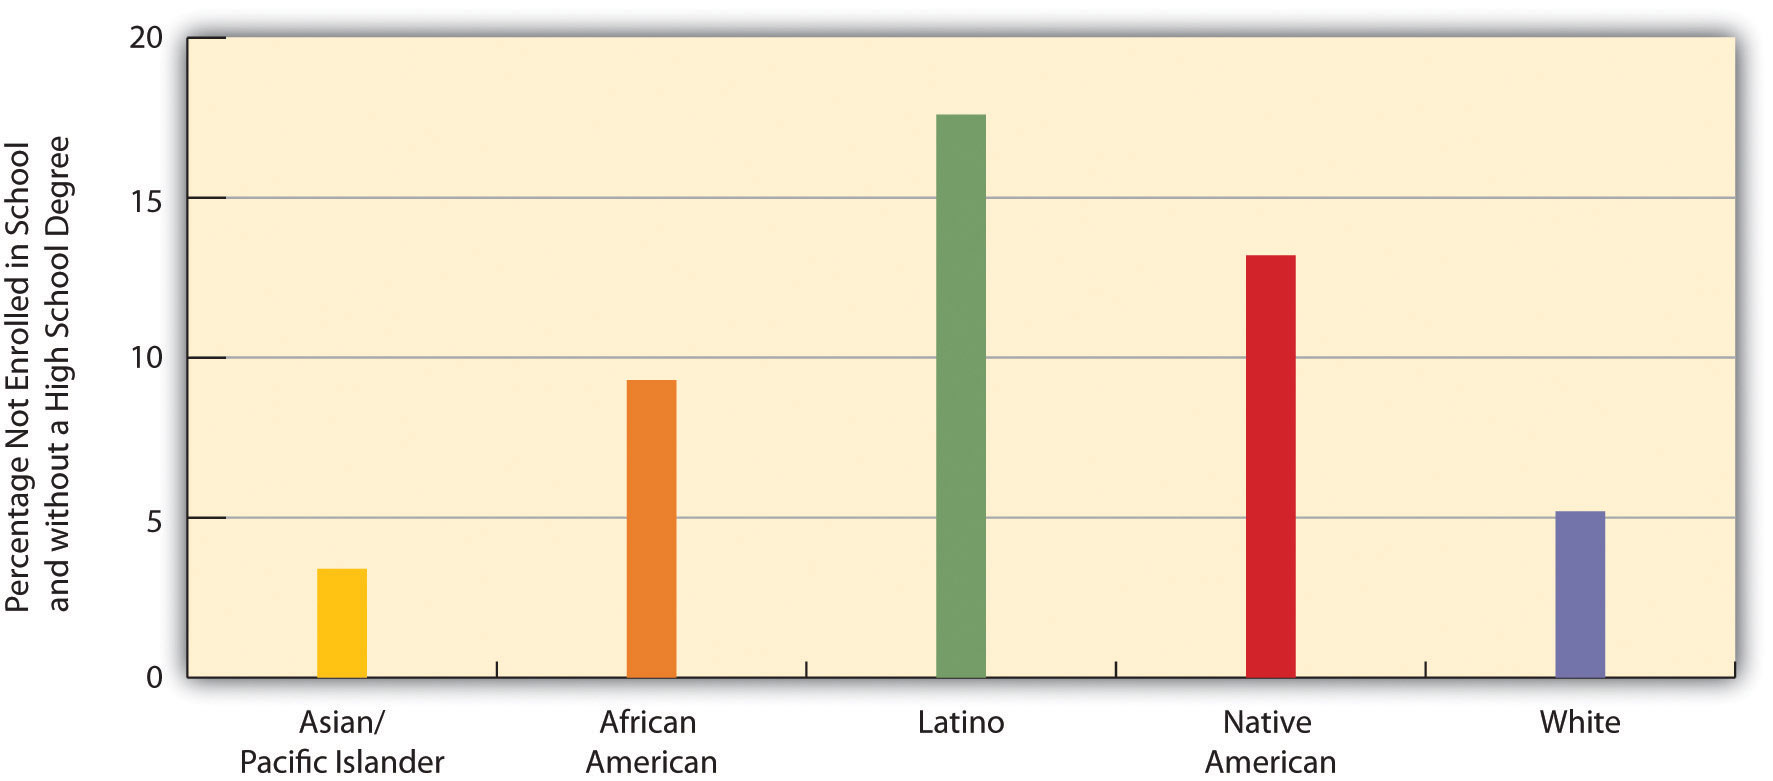 Percentage Not Enrolled in School
and without a High School Degree
20
15
10
5
0
Asian/
Pacific Islander
African
American
Latino
Native
American
White